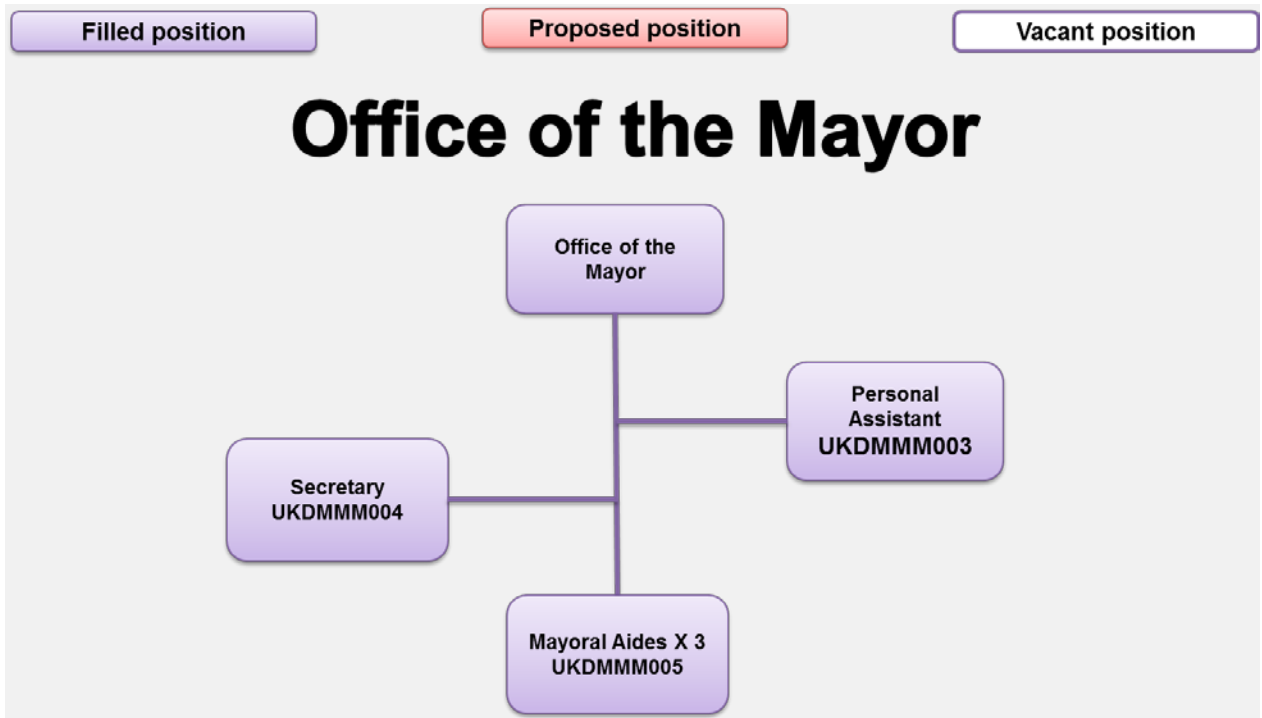 Filled position
Proposed position
Vacant position
Office of the Mayor
Office of the
Mayor
Personal
Assistant
UKDMMM003
Secretary
UKDMMM004
Mayoral Aides X 3
UKDMMM005